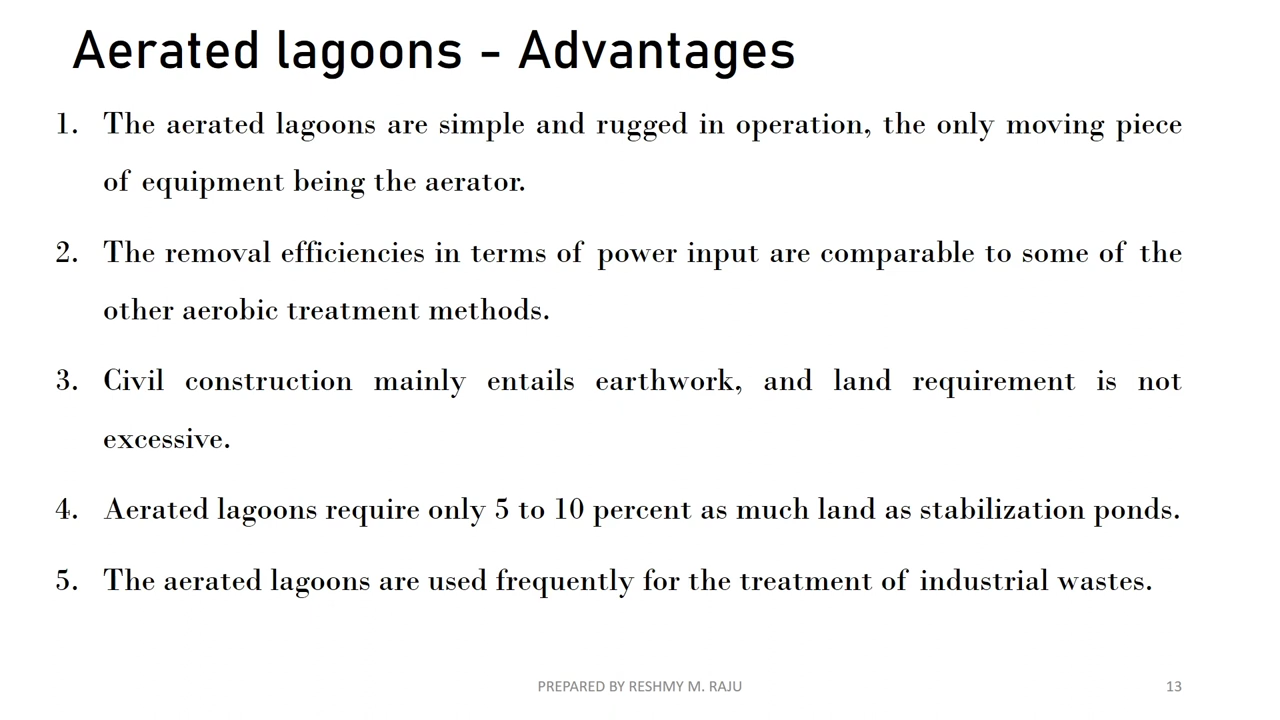 Aerated lagoons - Advantages
1. The aerated lagoons are simple and rugged in operation, the only moving piece
of equipment being the aerator.
2. The removal efficiencies in terms of power input are comparable to some of the
other aerobic treatment methods.
3. Civil construction mainly entails earthwork, and land requirement is not
excessive.
4. Aerated lagoons require only 5 to 10 percent as much land as stabilization ponds.
5. The aerated lagoons are used frequently for the treatment of industrial wastes.
PREPARED BY RESHMY M. RAJU 13